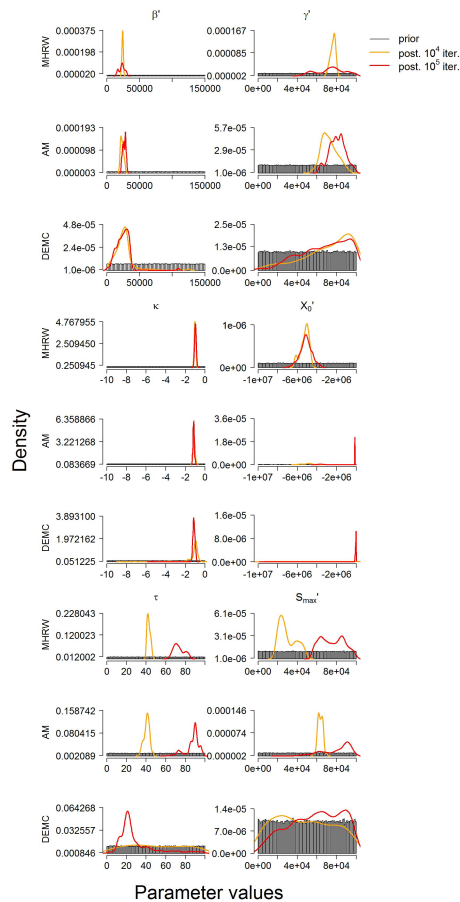 β' γ'
prior
post. 10⁴ iter.
post. 10⁵ iter.
MHRW
0.000375
0.000198
0.000020
0 50000 150000
0.000167
0.000002
0e+00 4e+04 8e+04
AM
0.000193
0.000098
0.000003
0 50000 150000
5.7e-05
2.9e-05
1.0e-06
0e+00 4e+04 8e+04
DEMC
4.8e-05
2.4e-05
1.0e-06
0 50000 150000
2.5e-05
1.3e-05
0.0e+00
0e+00 4e+04 8e+04
κ X₀'
MHRW
4.767955
2.509450
0.250945
-10 -8 -6 -4 -2 0
1e-06
0e+00
-1e+07 -6e+06 -2e+06
AM
6.358866
3.221268
0.083669
-10 -8 -6 -4 -2 0
3.6e-05
1.8e-05
0.0e+00
-1e+07 -6e+06 -2e+06
DEMC
3.893100
1.972162
0.051225
-10 -8 -6 -4 -2 0
1.6e-05
8.0e-06
0.0e+00
-1e+07 -6e+06 -2e+06
τ Sₘₐₓ'
MHRW
0.228043
0.120023
0.012002
0 20 40 60 80
6.1e-05
3.1e-05
1.0e-06
0e+00 4e+04 8e+04
AM
0.158742
0.080415
0.002089
0 20 40 60 80
0.000146
0.000074
0.000002
0e+00 4e+04 8e+04
DEMC
0.064268
0.032557
0.000846
0 20 40 60 80
1.4e-05
7.0e-06
0.0e+00
0e+00 4e+04 8e+04
Density
Parameter values